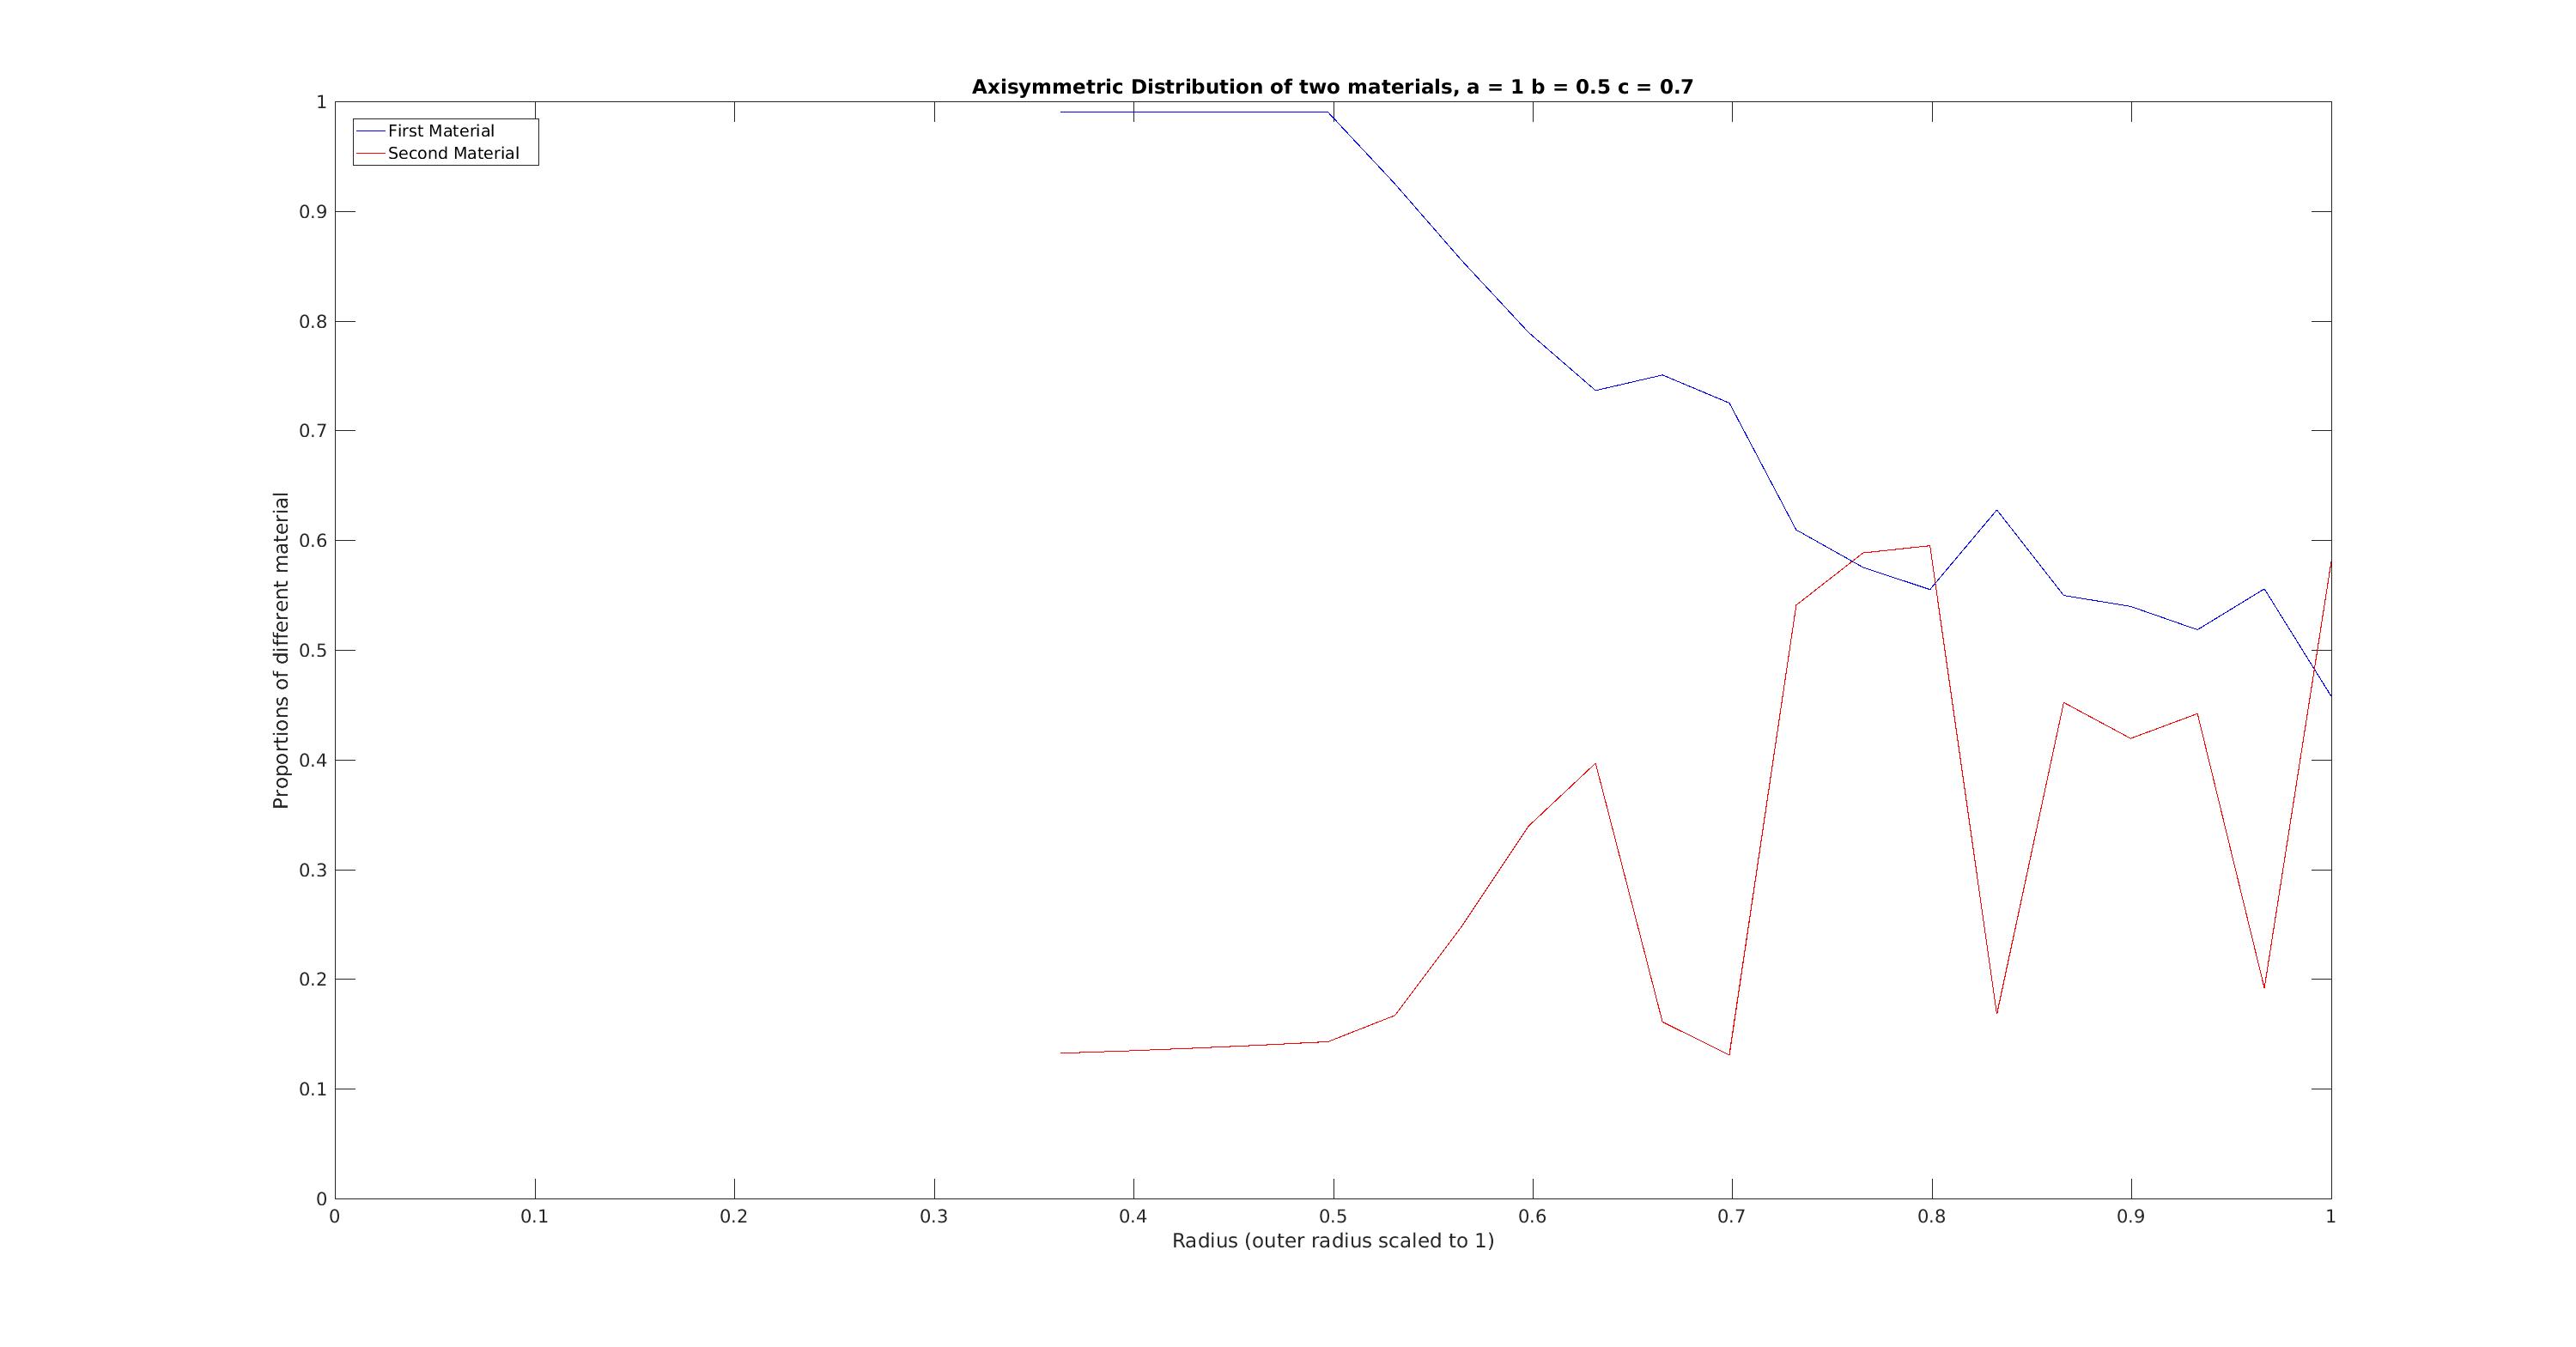 Axisymmetric Distribution of two materials, a = 1 b = 0.5 c = 0.7
First Material
Second Material
Proportions of different material
1
0.9
0.8
0.7
0.6
0.5
0.4
0.3
0.2
0.1
0
0 0.1 0.2 0.3 0.4 0.5 0.6 0.7 0.8 0.9 1
Radius (outer radius scaled to 1)